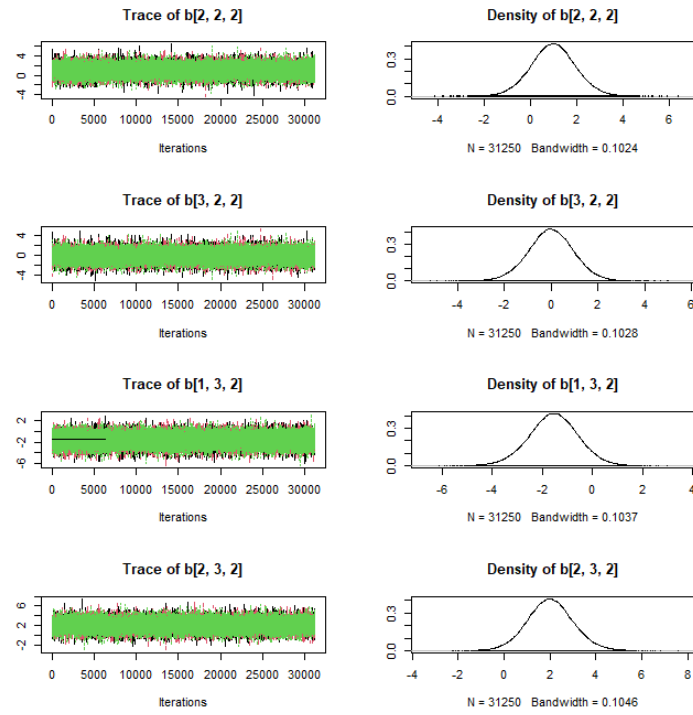 Trace of b[2, 2, 2]
4
0
-4
0 5000 10000 15000 20000 25000 30000
Iterations
Density of b[2, 2, 2]
0.3
0.0
-4 -2 0 2 4 6
N = 31250 Bandwidth = 0.1024
Trace of b[3, 2, 2]
4
0
-4
0 5000 10000 15000 20000 25000 30000
Iterations
Density of b[3, 2, 2]
0.3
0.0
-4 -2 0 2 4 6
N = 31250 Bandwidth = 0.1028
Trace of b[1, 3, 2]
2
-2
-6
0 5000 10000 15000 20000 25000 30000
Iterations
Density of b[1, 3, 2]
0.3
0.0
-6 -4 -2 0 2 4
N = 31250 Bandwidth = 0.1037
Trace of b[2, 3, 2]
6
2
-2
0 5000 10000 15000 20000 25000 30000
Iterations
Density of b[2, 3, 2]
0.3
0.0
-4 -2 0 2 4 6 8
N = 31250 Bandwidth = 0.1046